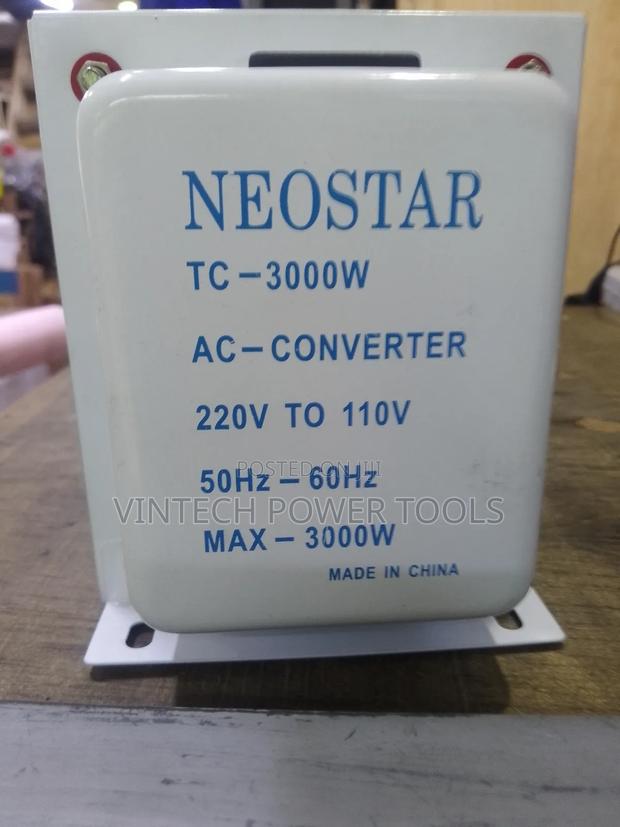 NEOSTAR
TC-3000W
AC-CONVERTER
220V TO 110V
POSTED ON JIJI
50Hz-60Hz
VINTECH POWER TOOLS
MAX-3000W
MADE IN CHINA